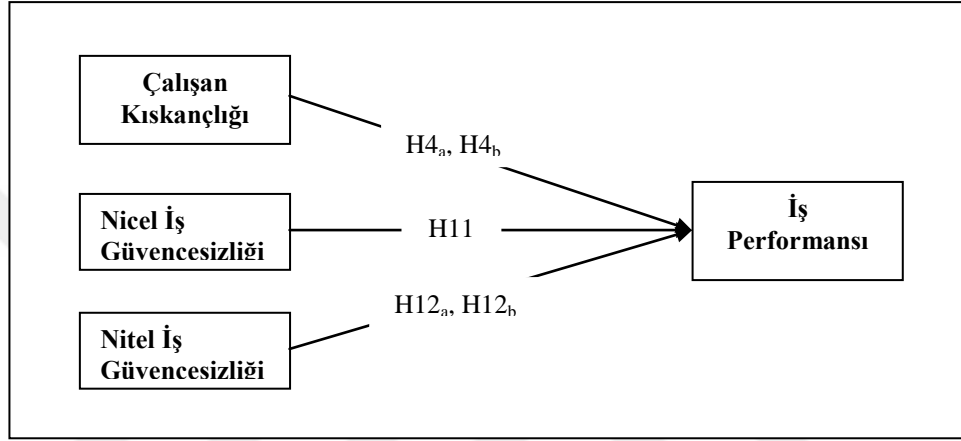 Çalışan
Kıskançlığı
H4a, H4b
Nicel İş
Güvencesizliği
H11
İş
Performansı
H12a, H12b
Nitel İş
Güvencesizliği